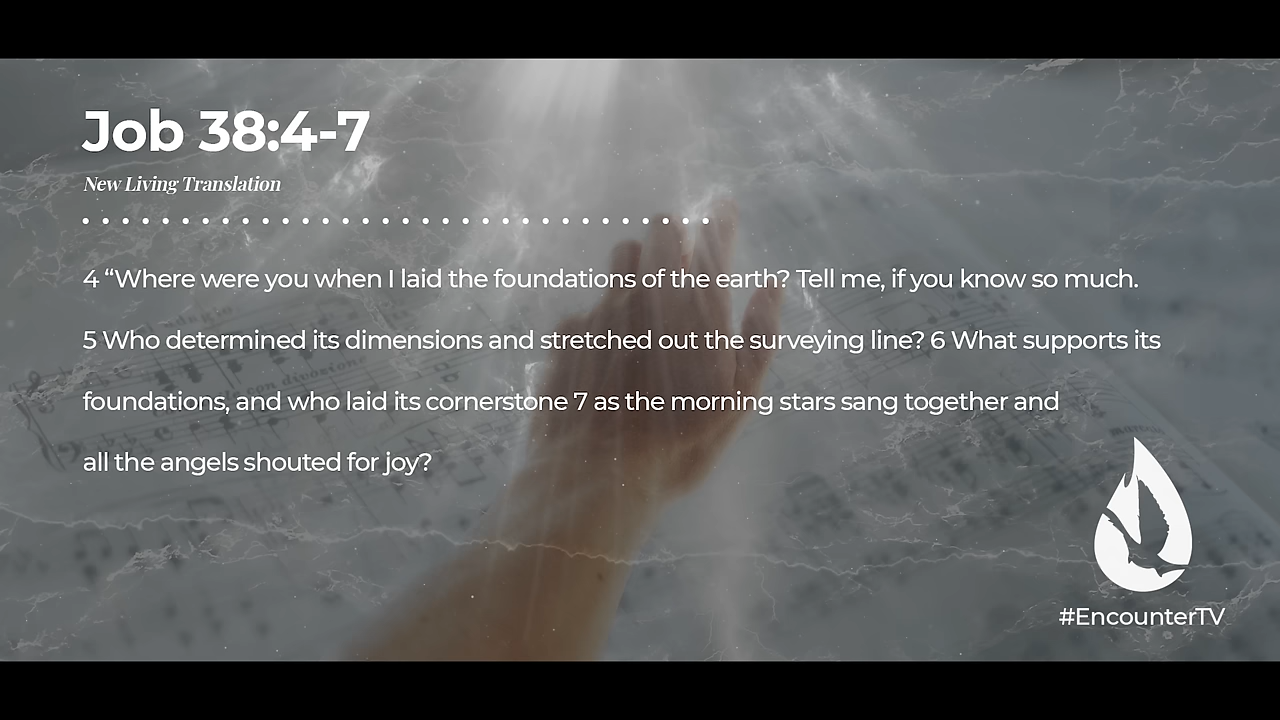 Job 38:4-7
New Living Translation
4 “Where were you when I laid the foundations of the earth? Tell me, if you know so much.
5 Who determined its dimensions and stretched out the surveying line? 6 What supports its
foundations, and who laid its cornerstone 7 as the morning stars sang together and
all the angels shouted for joy?
con divozione
#EncounterTV